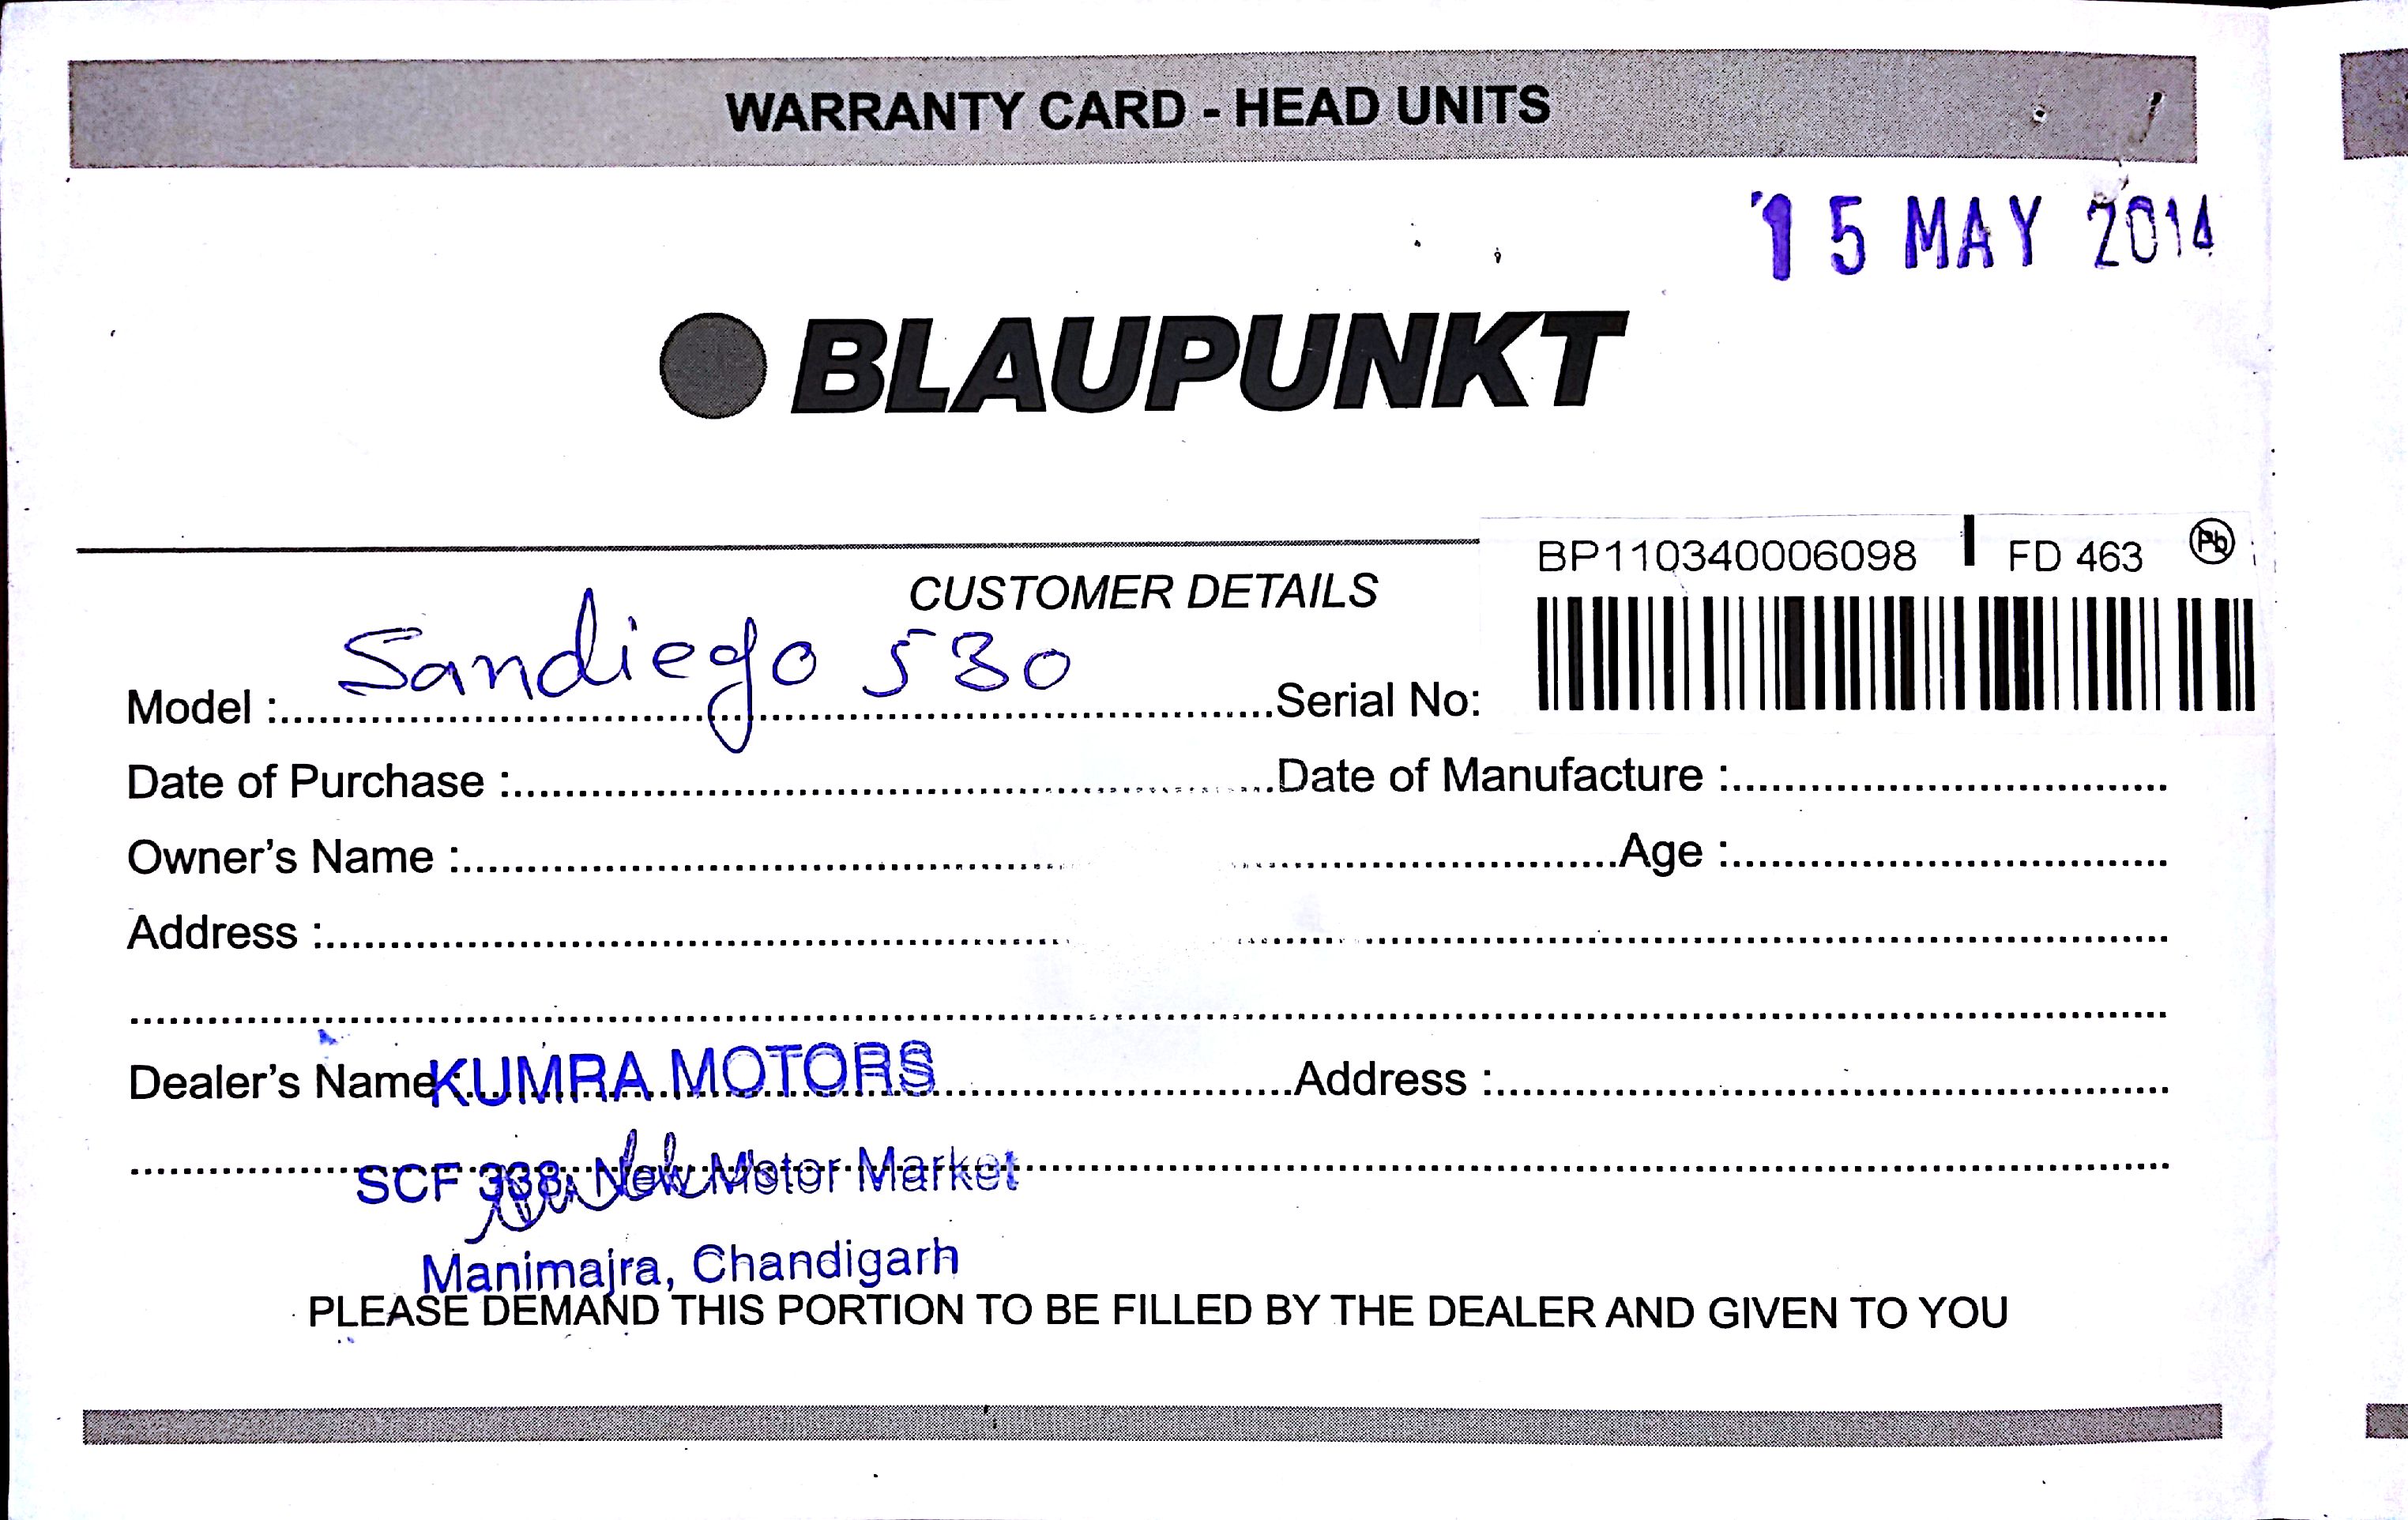 WARRANTY CARD - HEAD UNITS
15 MAY 2014
BLAUPUNKT
BP110340006098 FD 463 Pb
CUSTOMER DETAILS
Model : Sandiego 530 Serial No:
Date of Purchase : Date of Manufacture :
Owner's Name : Age :
Address :
Dealer's Name KUMRA MOTORS Address :
SCF 338, New Motor Market
Manimajra, Chandigarh
PLEASE DEMAND THIS PORTION TO BE FILLED BY THE DEALER AND GIVEN TO YOU